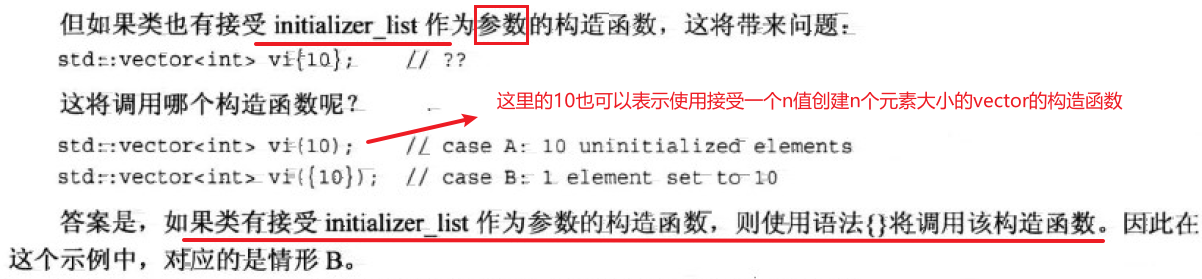 但如果类也有接受 initializer_list 作为参数的构造函数，这将带来问题：
std::vector<int> vi{10};    // ??
这将调用哪个构造函数呢？
这里的10也可以表示使用接受一个n值创建n个元素大小的vector的构造函数
std::vector<int> vi(10);    // case A: 10 uninitialized elements
std::vector<int> vi({10});  // case B: 1 element set to 10
答案是，如果类有接受 initializer_list 作为参数的构造函数，则使用语法{}将调用该构造函数。因此在
这个示例中，对应的是情形 B。